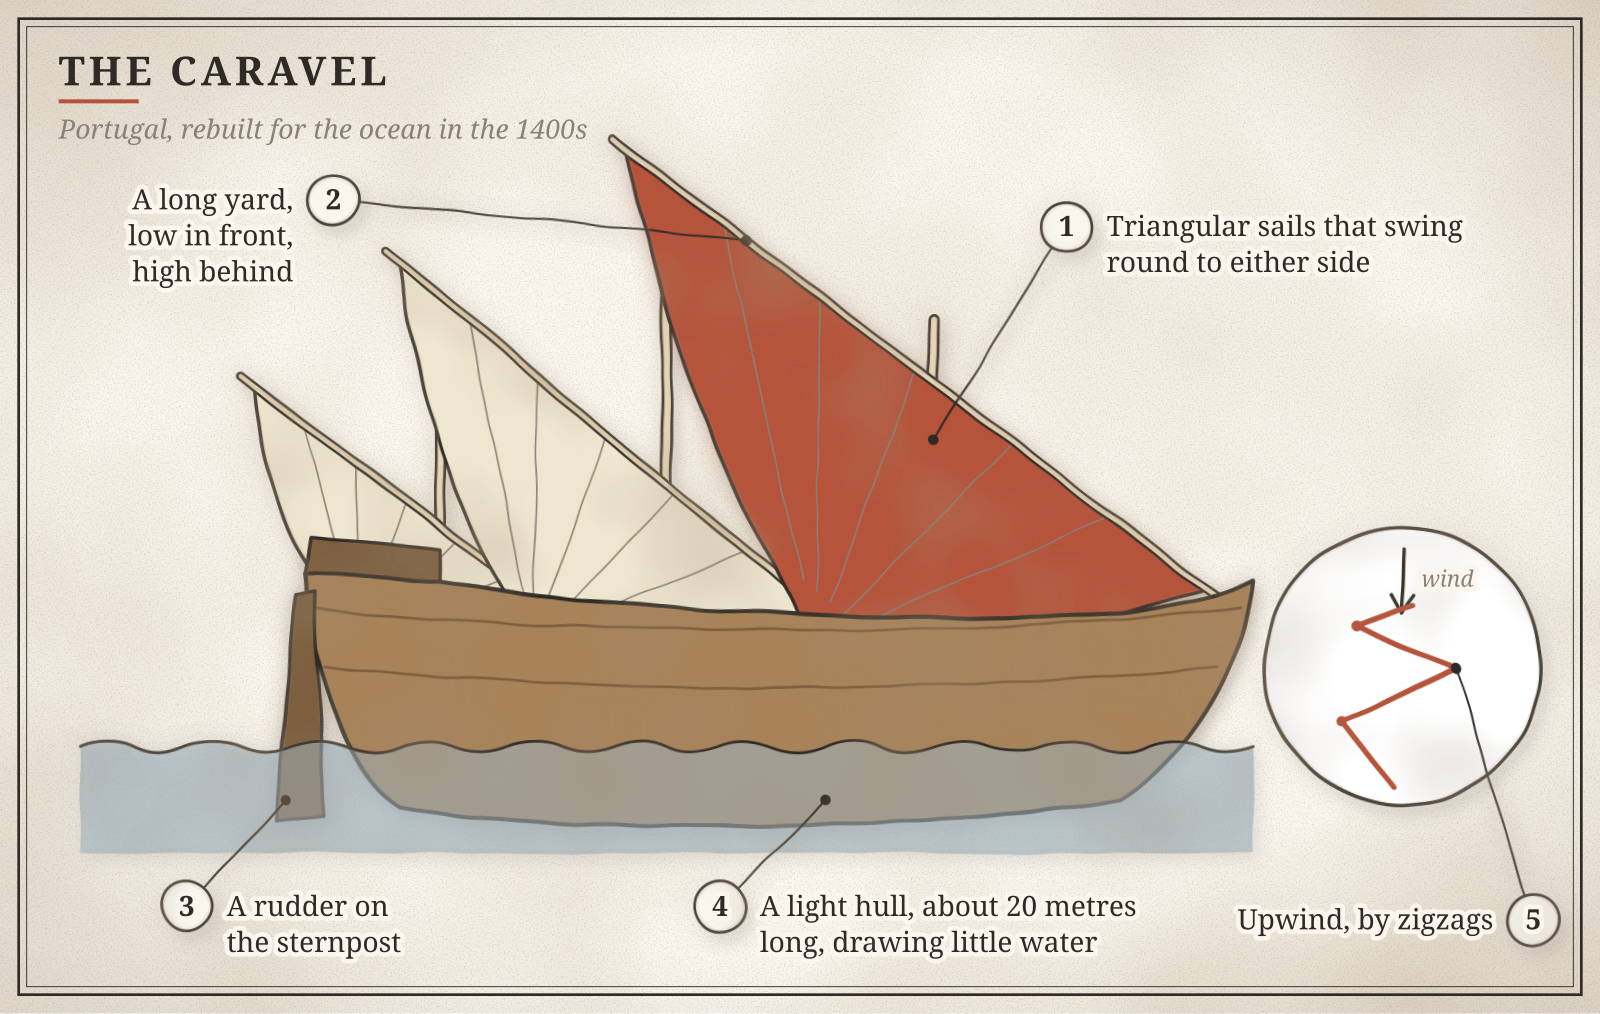 THE CARAVEL
Portugal, rebuilt for the ocean in the 1400s
A long yard,
low in front,
high behind
2
1
Triangular sails that swing
round to either side
wind
3
A rudder on
the sternpost
4
A light hull, about 20 metres
long, drawing little water
Upwind, by zigzags
5